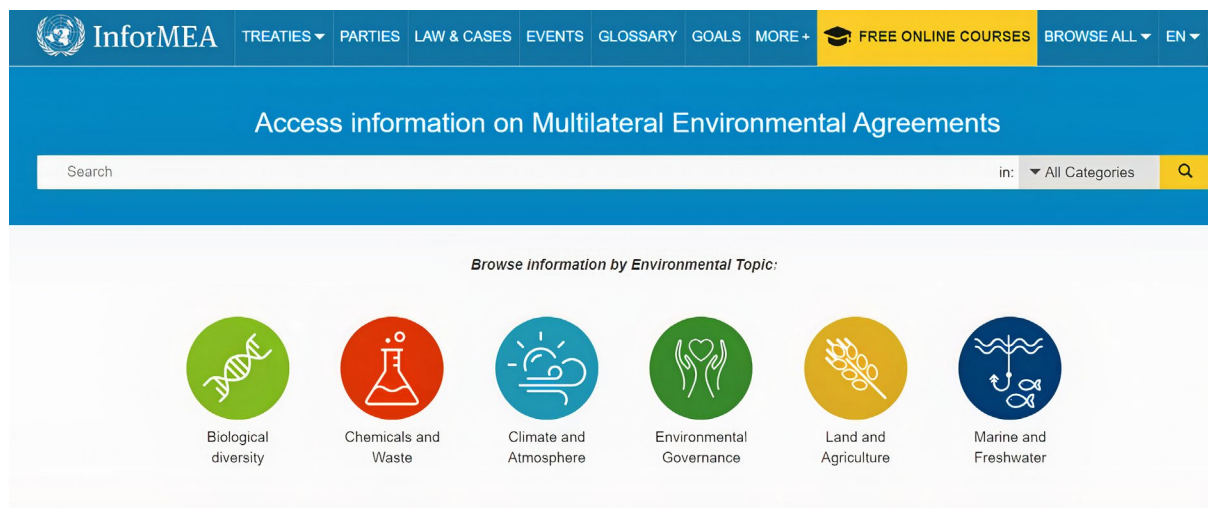 InforMEA TREATIES PARTIES LAW & CASES EVENTS GLOSSARY GOALS MORE + FREE ONLINE COURSES BROWSE ALL EN
Access information on Multilateral Environmental Agreements
Search in: All Categories
Browse information by Environmental Topic:
Biological diversity
Chemicals and Waste
Climate and Atmosphere
Environmental Governance
Land and Agriculture
Marine and Freshwater